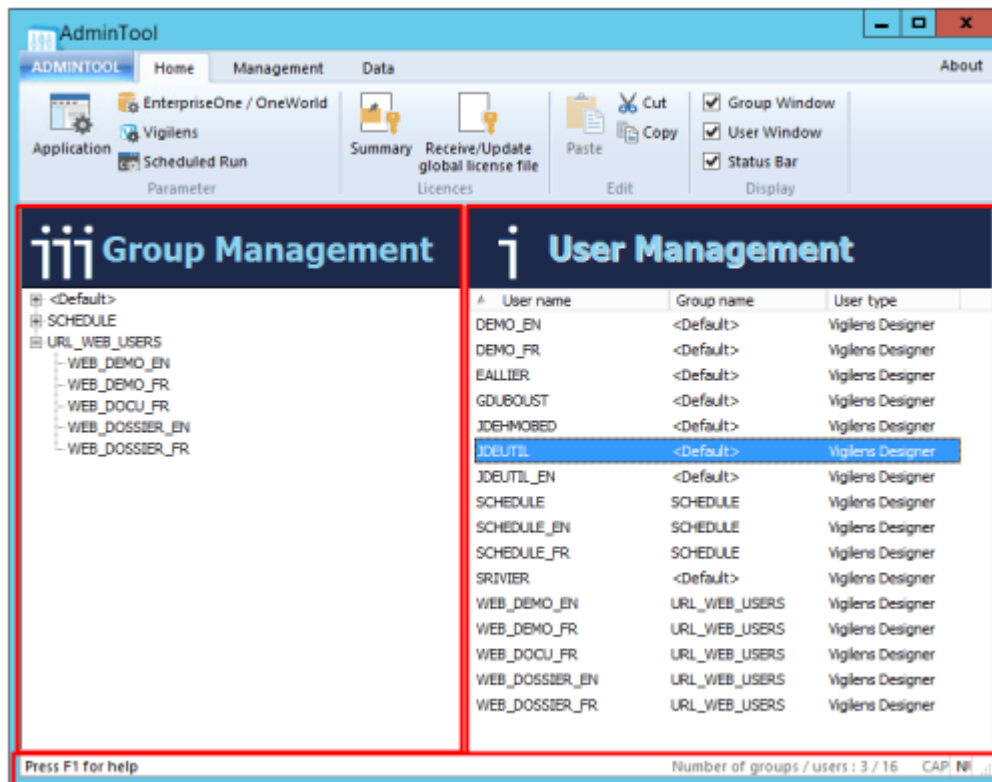 AdminTool
ADMINTOOL Home Management Data About
Application
EnterpriseOne / OneWorld
Vigilens
Scheduled Run
Parameter
Summary
Receive/Update
global license file
Licences
Paste
Cut
Copy
Edit
Group Window
User Window
Status Bar
Display
Group Management
<Default>
SCHEDULE
URL_WEB_USERS
WEB_DEMO_EN
WEB_DEMO_FR
WEB_DOCU_FR
WEB_DOSSIER_EN
WEB_DOSSIER_FR
User Management
User name Group name User type
DEMO_EN <Default> Vigilens Designer
DEMO_FR <Default> Vigilens Designer
EALLIER <Default> Vigilens Designer
GDUBOUST <Default> Vigilens Designer
JDEHMOBED <Default> Vigilens Designer
JDEUTIL <Default> Vigilens Designer
JDEUTIL_EN <Default> Vigilens Designer
SCHEDULE SCHEDULE Vigilens Designer
SCHEDULE_EN SCHEDULE Vigilens Designer
SCHEDULE_FR SCHEDULE Vigilens Designer
SRIVIER <Default> Vigilens Designer
WEB_DEMO_EN URL_WEB_USERS Vigilens Designer
WEB_DEMO_FR URL_WEB_USERS Vigilens Designer
WEB_DOCU_FR URL_WEB_USERS Vigilens Designer
WEB_DOSSIER_EN URL_WEB_USERS Vigilens Designer
WEB_DOSSIER_FR URL_WEB_USERS Vigilens Designer
Press F1 for help Number of groups / users : 3 / 16 CAP